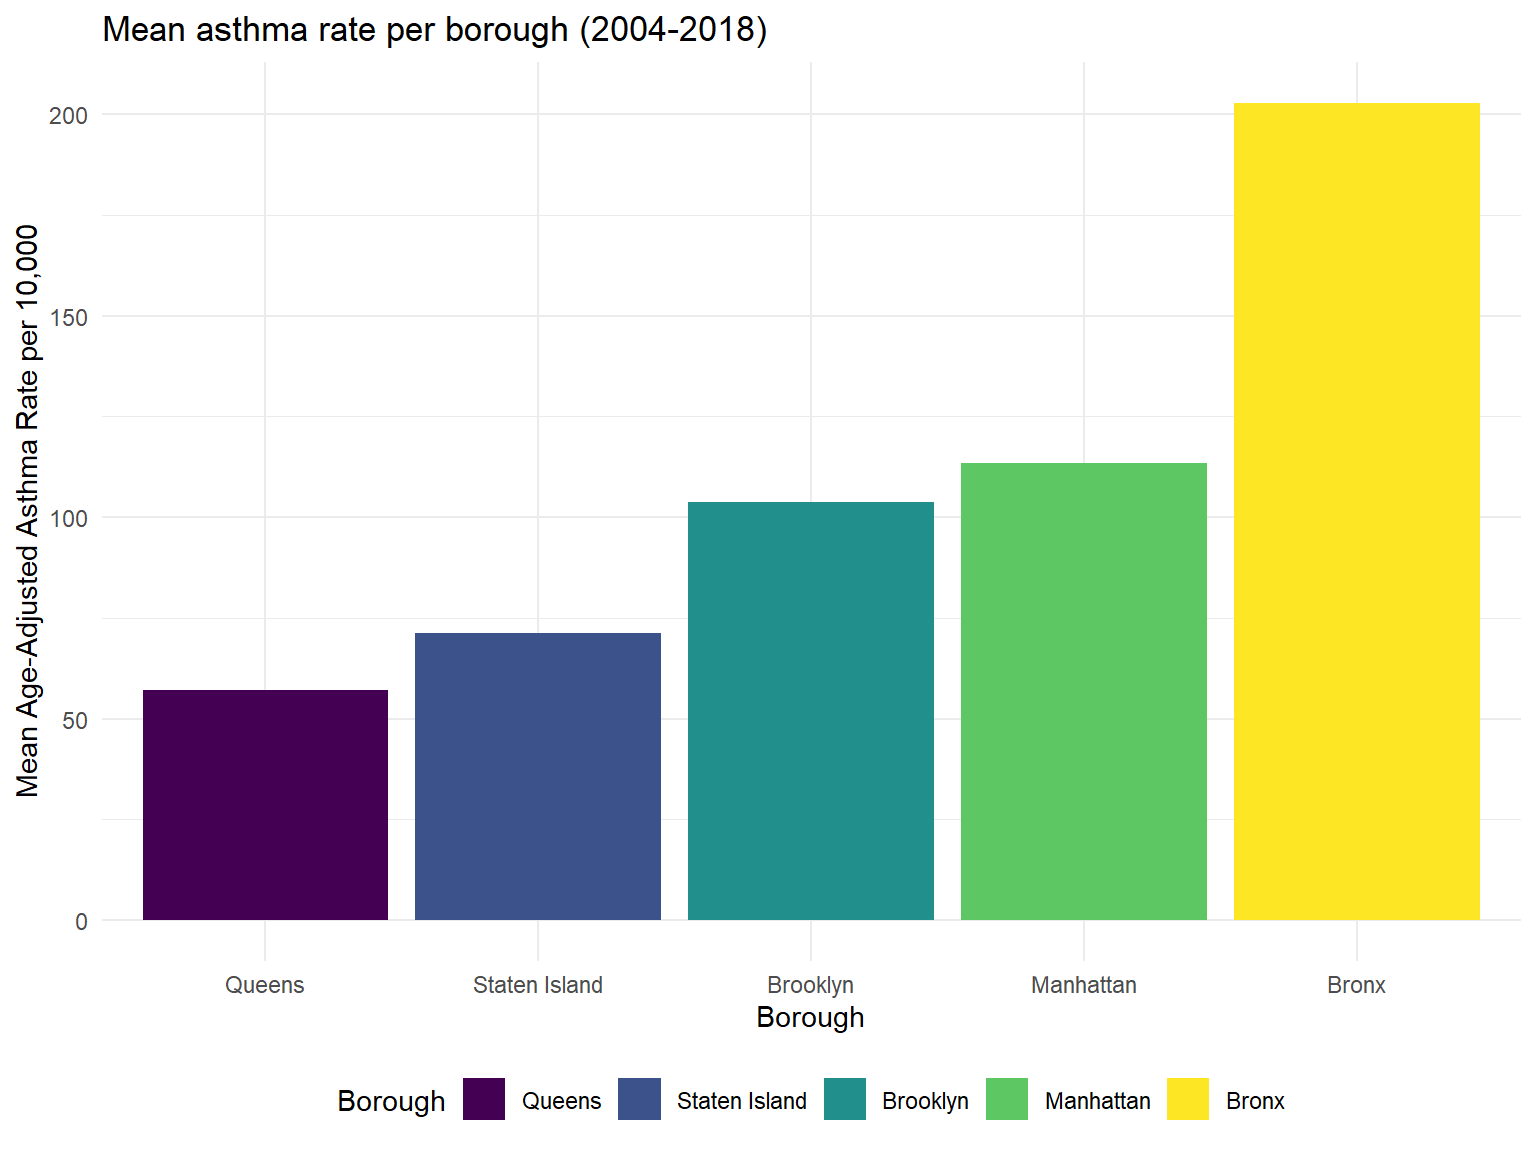 Mean asthma rate per borough (2004-2018)
Mean Age-Adjusted Asthma Rate per 10,000
200
150
100
50
0
Queens Staten Island Brooklyn Manhattan Bronx
Borough
Borough Queens Staten Island Brooklyn Manhattan Bronx